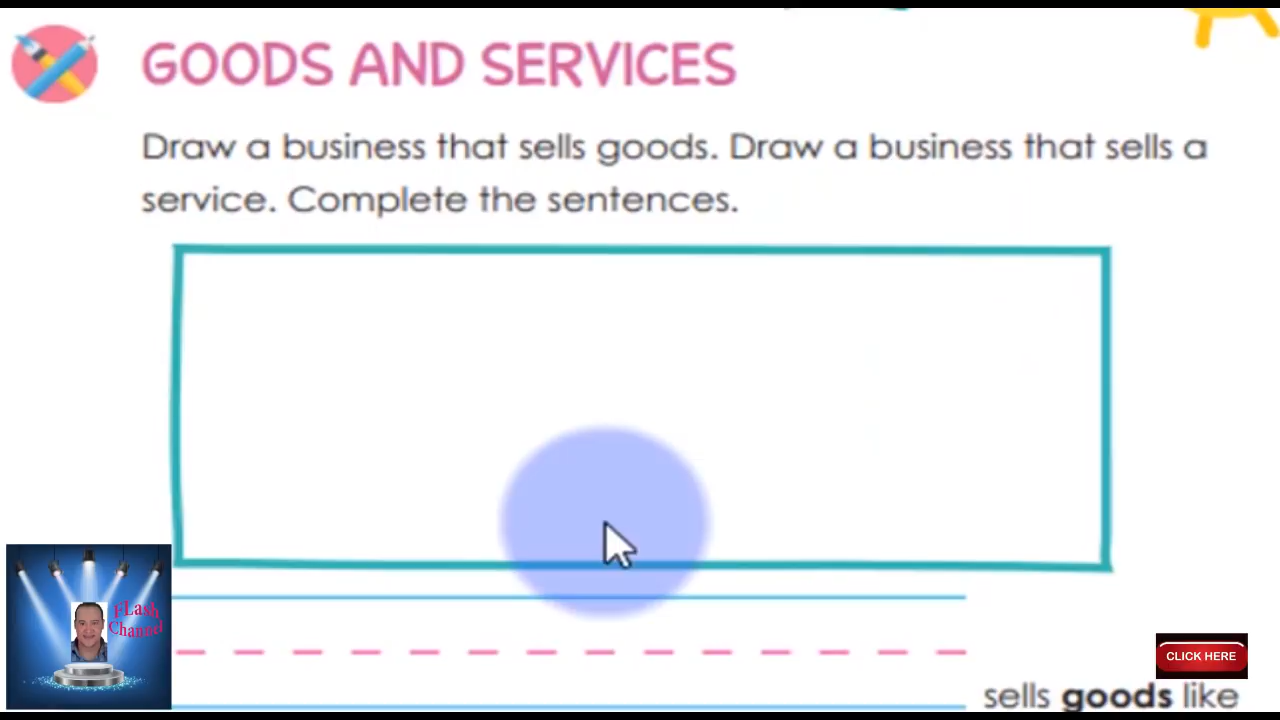 GOODS AND SERVICES
Draw a business that sells goods. Draw a business that sells a
service. Complete the sentences.
FLash
Channel
CLICK HERE
sells goods like